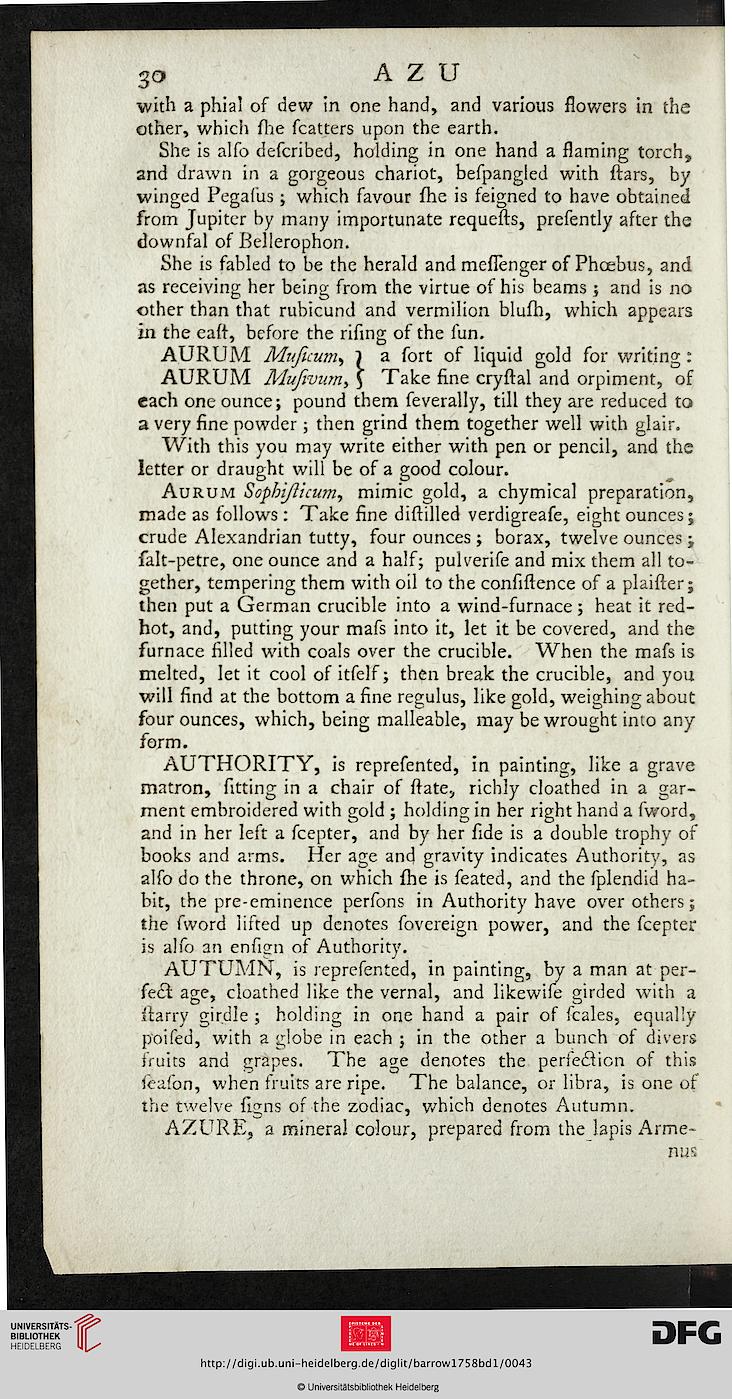 30 A Z U
with a phial of dew in one hand, and various flowers in the
other, which ſhe ſcatters upon the earth.
She is alſo deſcribed, holding in one hand a flaming torch,
and drawn in a gorgeous chariot, beſpangled with ſtars, by
winged Pegaſus ; which favour ſhe is feigned to have obtained
from Jupiter by many importunate requeſts, preſently after the
downfal of Bellerophon.
She is fabled to be the herald and meſſenger of Phœbus, and
as receiving her being from the virtue of his beams ; and is no
other than that rubicund and vermilion bluſh, which appears
in the eaſt, before the riſing of the ſun.
AURUM Muſicum, } a ſort of liquid gold for writing :
AURUM Muſivum, } Take fine cryſtal and orpiment, of
each one ounce; pound them ſeverally, till they are reduced to
a very fine powder ; then grind them together well with glair.
With this you may write either with pen or pencil, and the
letter or draught will be of a good colour.
AURUM Sophiſticum, mimic gold, a chymical preparation,
made as follows : Take fine diſtilled verdigreaſe, eight ounces ;
crude Alexandrian tutty, four ounces ; borax, twelve ounces ;
ſalt-petre, one ounce and a half; pulveriſe and mix them all to-
gether, tempering them with oil to the conſiſtence of a plaiſter;
then put a German crucible into a wind-furnace ; heat it red-
hot, and, putting your maſs into it, let it be covered, and the
furnace filled with coals over the crucible. When the maſs is
melted, let it cool of itſelf ; then break the crucible, and you
will find at the bottom a fine regulus, like gold, weighing about
four ounces, which, being malleable, may be wrought into any
form.
AUTHORITY, is repreſented, in painting, like a grave
matron, ſitting in a chair of ſtate, richly cloathed in a gar-
ment embroidered with gold ; holding in her right hand a ſword,
and in her left a ſcepter, and by her ſide is a double trophy of
books and arms. Her age and gravity indicates Authority, as
alſo do the throne, on which ſhe is ſeated, and the ſplendid ha-
bit, the pre-eminence perſons in Authority have over others ;
the ſword lifted up denotes ſovereign power, and the ſcepter
is alſo an enſign of Authority.
AUTUMN, is repreſented, in painting, by a man at per-
fect age, cloathed like the vernal, and likewiſe girded with a
ſtarry girdle ; holding in one hand a pair of ſcales, equally
poiſed, with a globe in each ; in the other a bunch of divers
fruits and grapes. The age denotes the perfection of this
ſeaſon, when fruits are ripe. The balance, or libra, is one of
the twelve ſigns of the zodiac, which denotes Autumn.
AZURE, a mineral colour, prepared from the lapis Arme-
nus
UNIVERSITÄTS-
BIBLIOTHEK
HEIDELBERG
DFG
http://digi.ub.uni-heidelberg.de/diglit/barrow1758bd1/0043
© Universitätsbibliothek Heidelberg